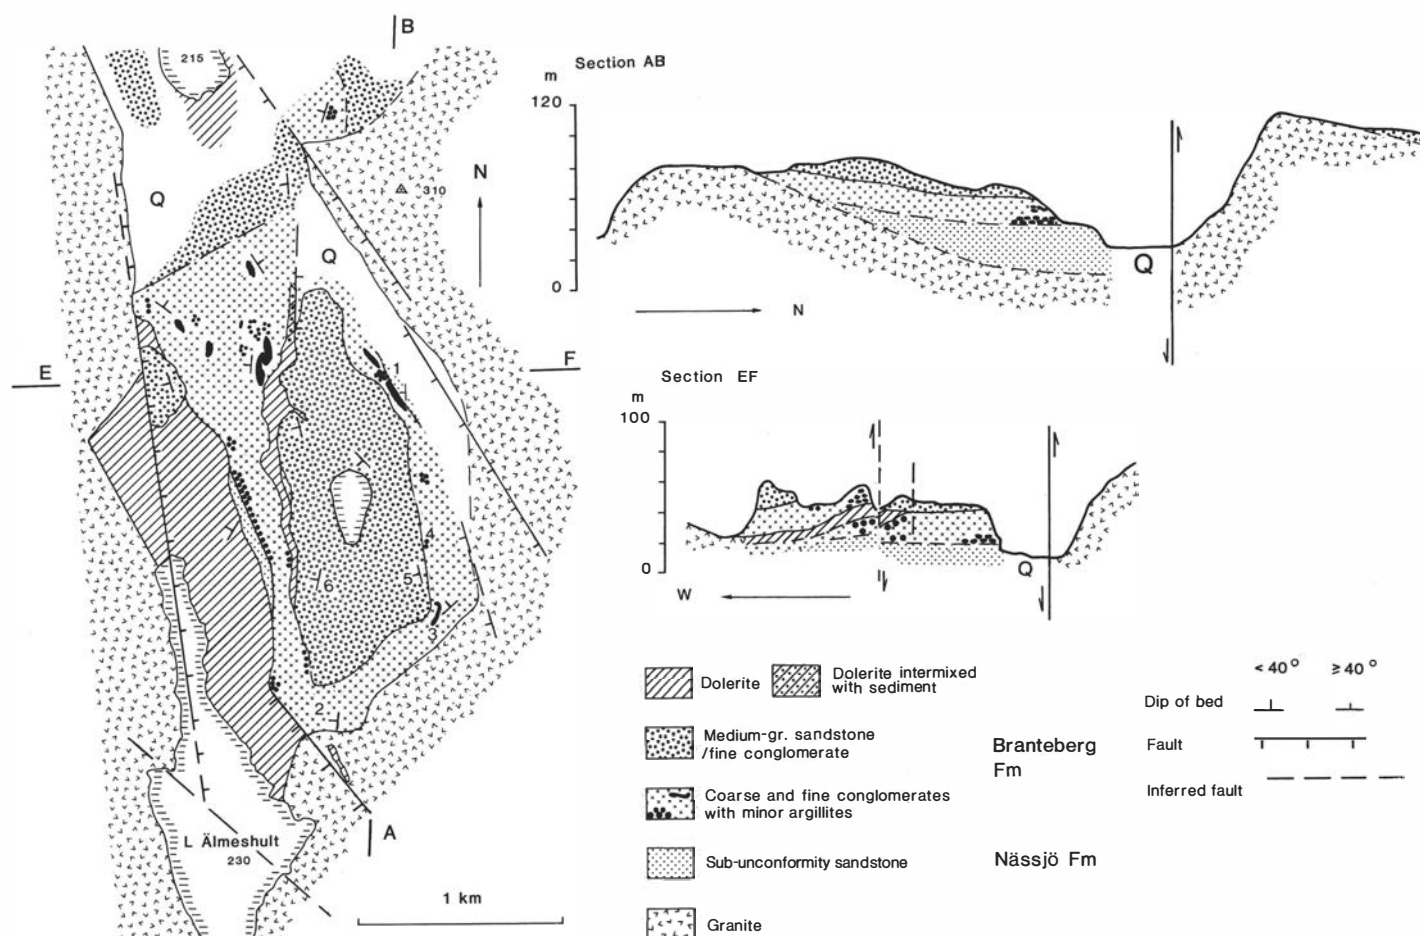 B
215
Q
310
N
Q
E
F
1
4
5
6
3
2
L Älmeshult
230
A
1 km
Section AB
m
120
0
Q
N
Section EF
m
100
0
Q
W
Dolerite
Dolerite intermixed
with sediment
Medium-gr. sandstone
/fine conglomerate
Coarse and fine conglomerates
with minor argillites
Branteberg
Fm
Sub-unconformity sandstone
Nässjö Fm
Granite
< 40° ≥ 40°
Dip of bed
Fault
Inferred fault